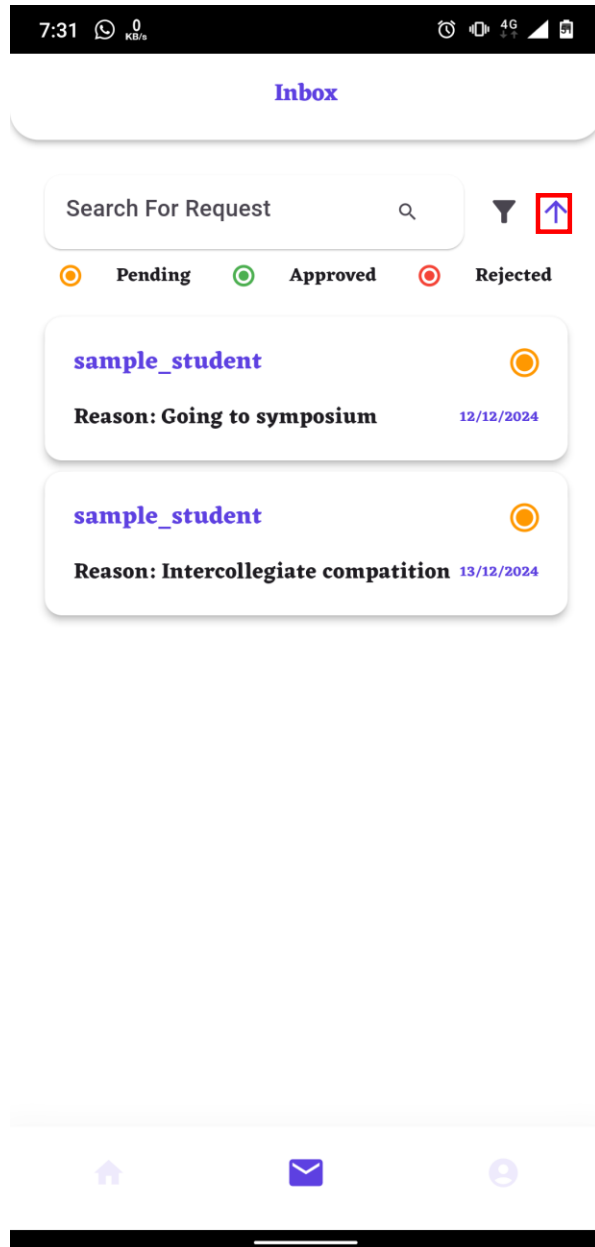 7:31 0 KB/s 4G 51
Inbox
Search For Request
Pending Approved Rejected
sample_student
Reason: Going to symposium 12/12/2024
sample_student
Reason: Intercollegiate compatition 13/12/2024